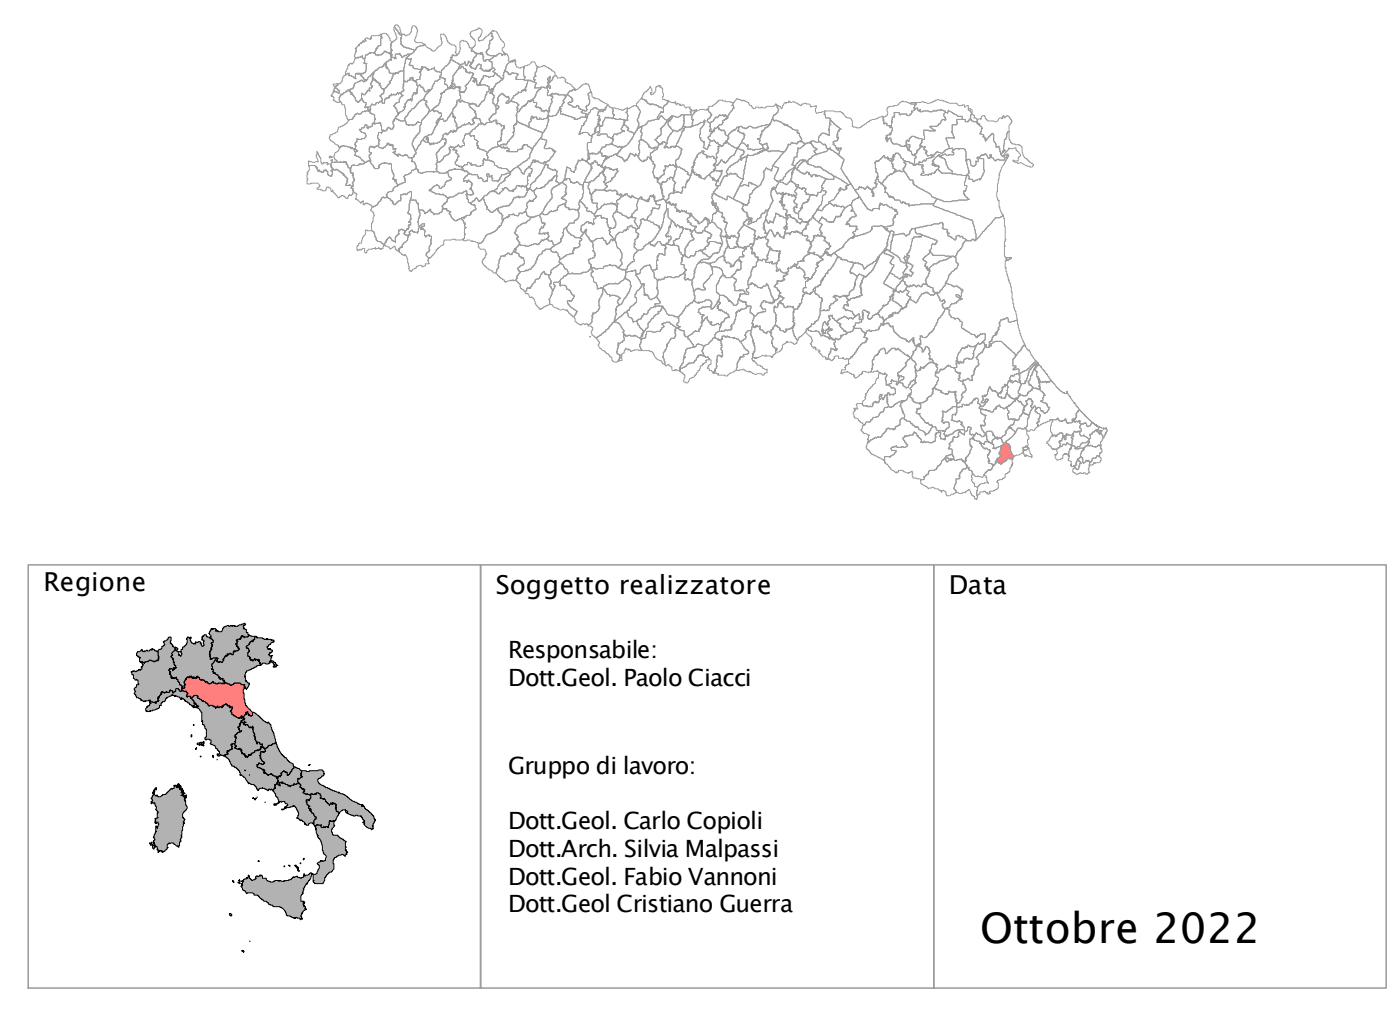 Regione
Soggetto realizzatore
Responsabile:
Dott.Geol. Paolo Ciacci
Gruppo di lavoro:
Dott.Geol. Carlo Copioli
Dott.Arch. Silvia Malpassi
Dott.Geol. Fabio Vannoni
Dott.Geol Cristiano Guerra
Data
Ottobre 2022